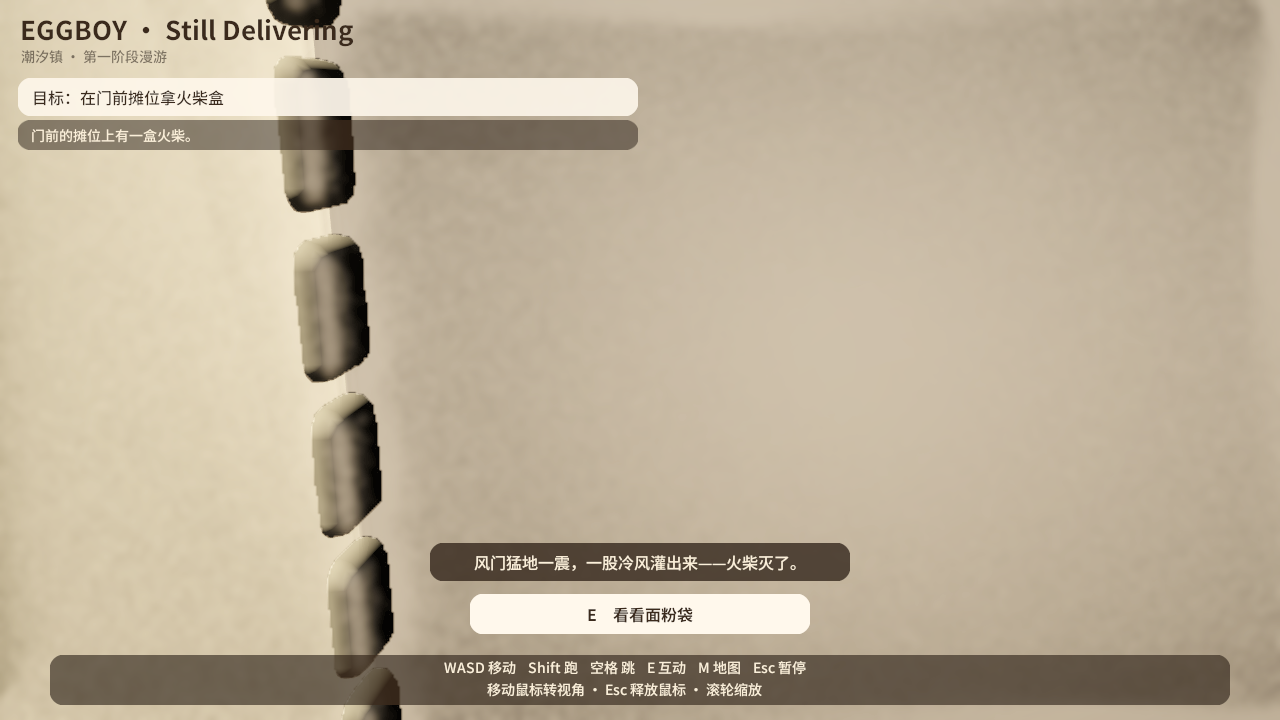 EGGBOY · Still Delivering
潮汐镇 · 第一阶段漫游
目标：在门前摊位拿火柴盒
门前的摊位上有一盒火柴。
风门猛地一震，一股冷风灌出来——火柴灭了。
E 看看面粉袋
WASD 移动 Shift 跑 空格 跳 E 互动 M 地图 Esc 暂停
移动鼠标转视角 · Esc 释放鼠标 · 滚轮缩放